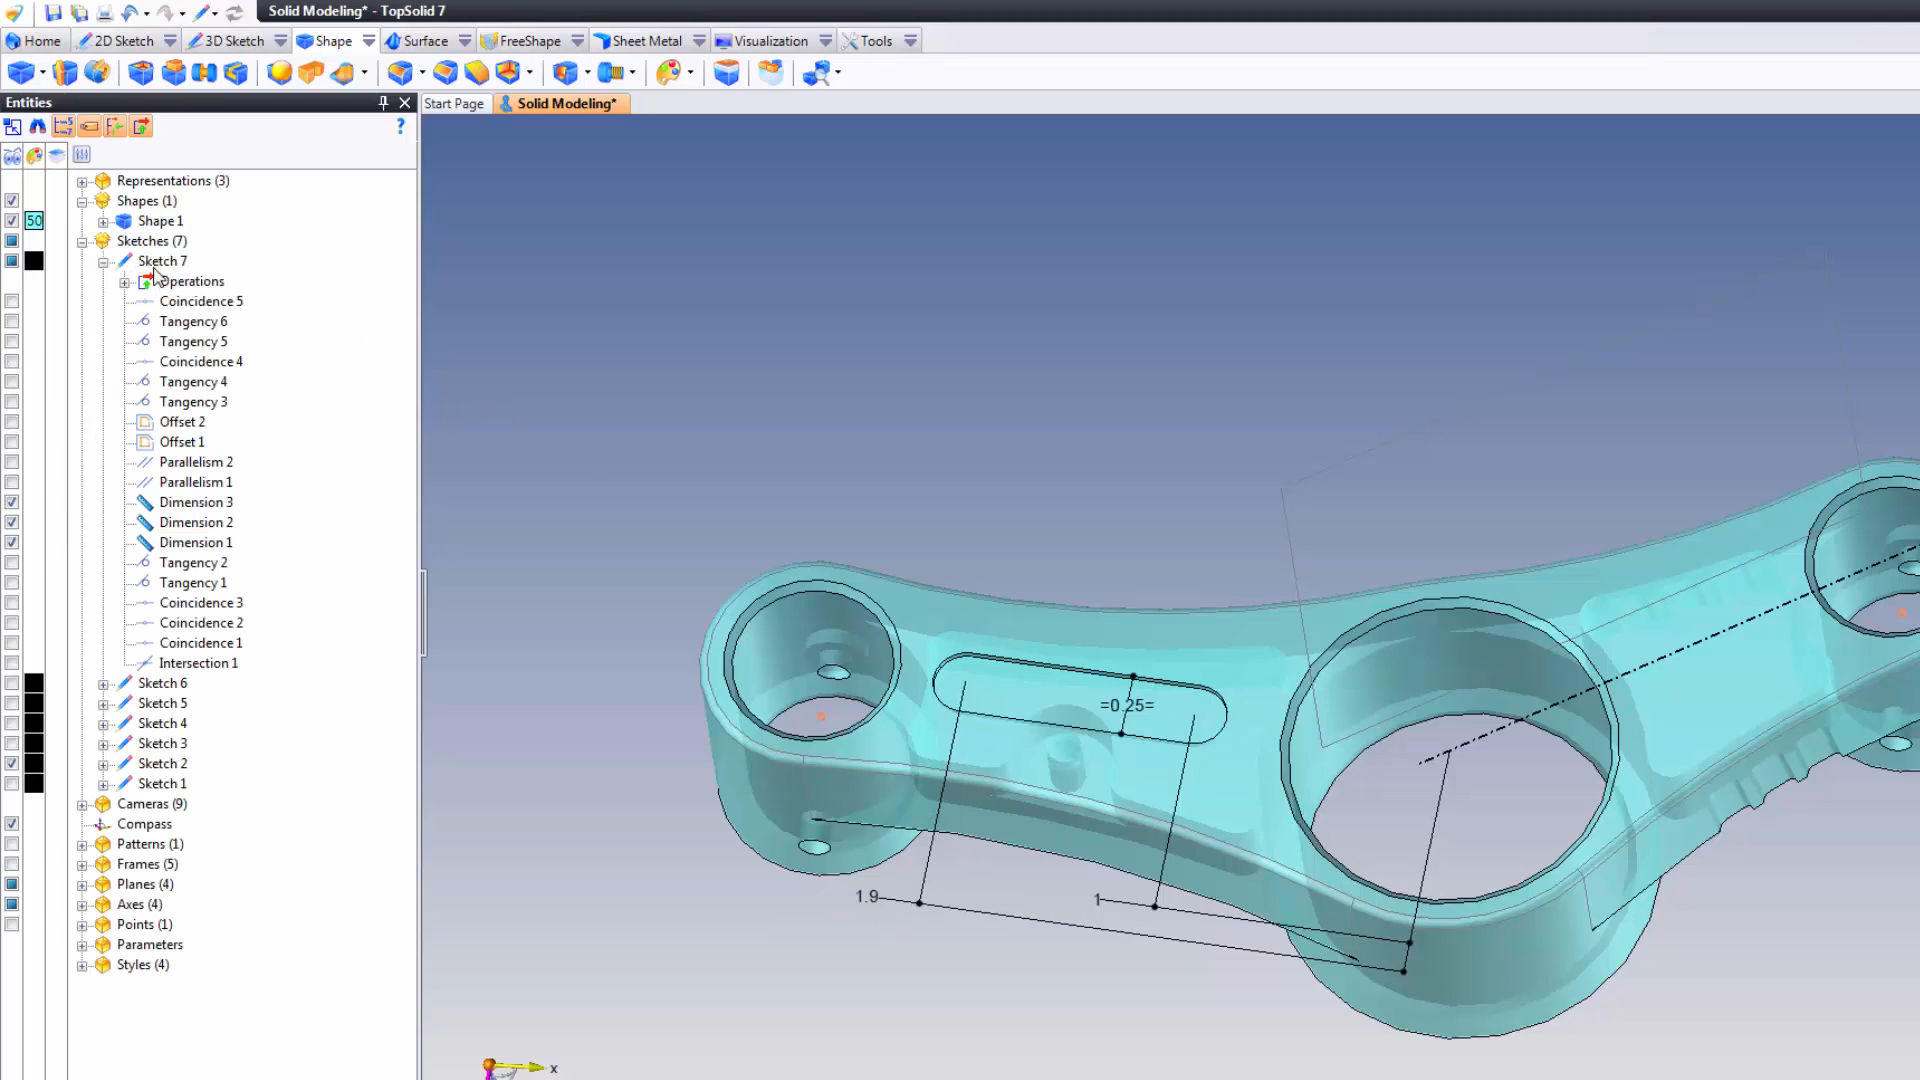 Solid Modeling* - TopSolid 7
Home 2D Sketch 3D Sketch Shape Surface FreeShape Sheet Metal Visualization Tools
Entities
Start Page Solid Modeling*
?
Representations (3)
Shapes (1)
50 Shape 1
Sketches (7)
Sketch 7
Operations
Coincidence 5
Tangency 6
Tangency 5
Coincidence 4
Tangency 4
Tangency 3
Offset 2
Offset 1
Parallelism 2
Parallelism 1
Dimension 3
Dimension 2
Dimension 1
Tangency 2
Tangency 1
Coincidence 3
Coincidence 2
Coincidence 1
Intersection 1
Sketch 6
Sketch 5
Sketch 4
Sketch 3
Sketch 2
Sketch 1
Cameras (9)
Compass
Patterns (1)
Frames (5)
Planes (4)
Axes (4)
Points (1)
Parameters
Styles (4)
=0.25=
1.9
1
x